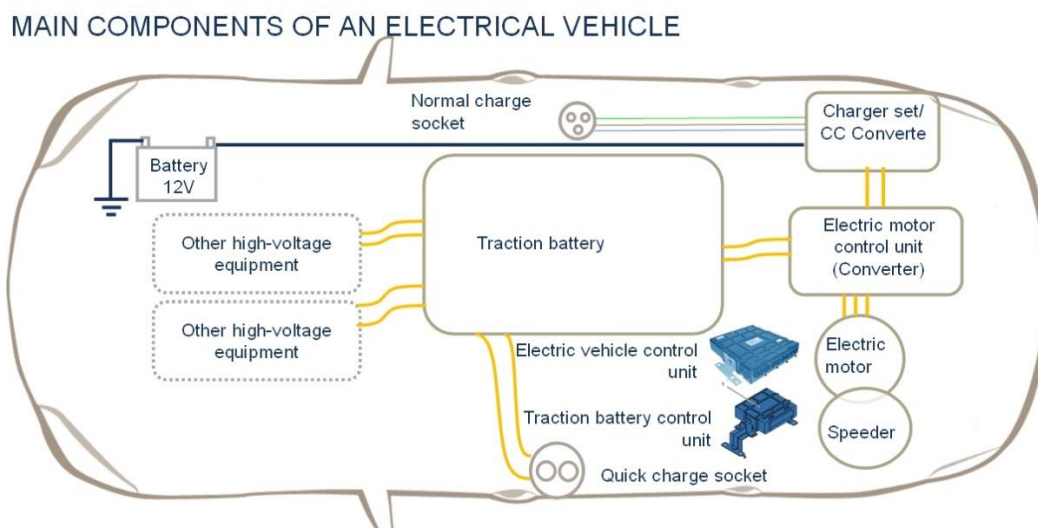 MAIN COMPONENTS OF AN ELECTRICAL VEHICLE
Normal charge
socket
Charger set/
CC Converte
Battery
12V
Other high-voltage
equipment
Traction battery
Electric motor
control unit
(Converter)
Other high-voltage
equipment
Electric vehicle control
unit
Electric
motor
Traction battery control
unit
Speeder
Quick charge socket